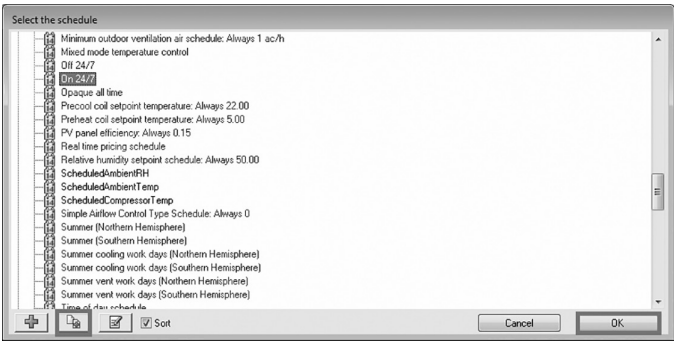 Select the schedule
Minimum outdoor ventilation air schedule: Always 1 ac/h
Mixed mode temperature control
Off 24/7
On 24/7
Opaque all time
Precool coil setpoint temperature: Always 22.00
Preheat coil setpoint temperature: Always 5.00
PV panel efficiency: Always 0.15
Real time pricing schedule
Relative humidity setpoint schedule: Always 50.00
ScheduledAmbientRH
ScheduledAmbientTemp
ScheduledCompressorTemp
Simple Airflow Control Type Schedule: Always 0
Summer (Northern Hemisphere)
Summer (Southern Hemisphere)
Summer cooling work days (Northern Hemisphere)
Summer cooling work days (Southern Hemisphere)
Summer vent work days (Northern Hemisphere)
Summer vent work days (Southern Hemisphere)
Time of day schedule
Sort Cancel OK